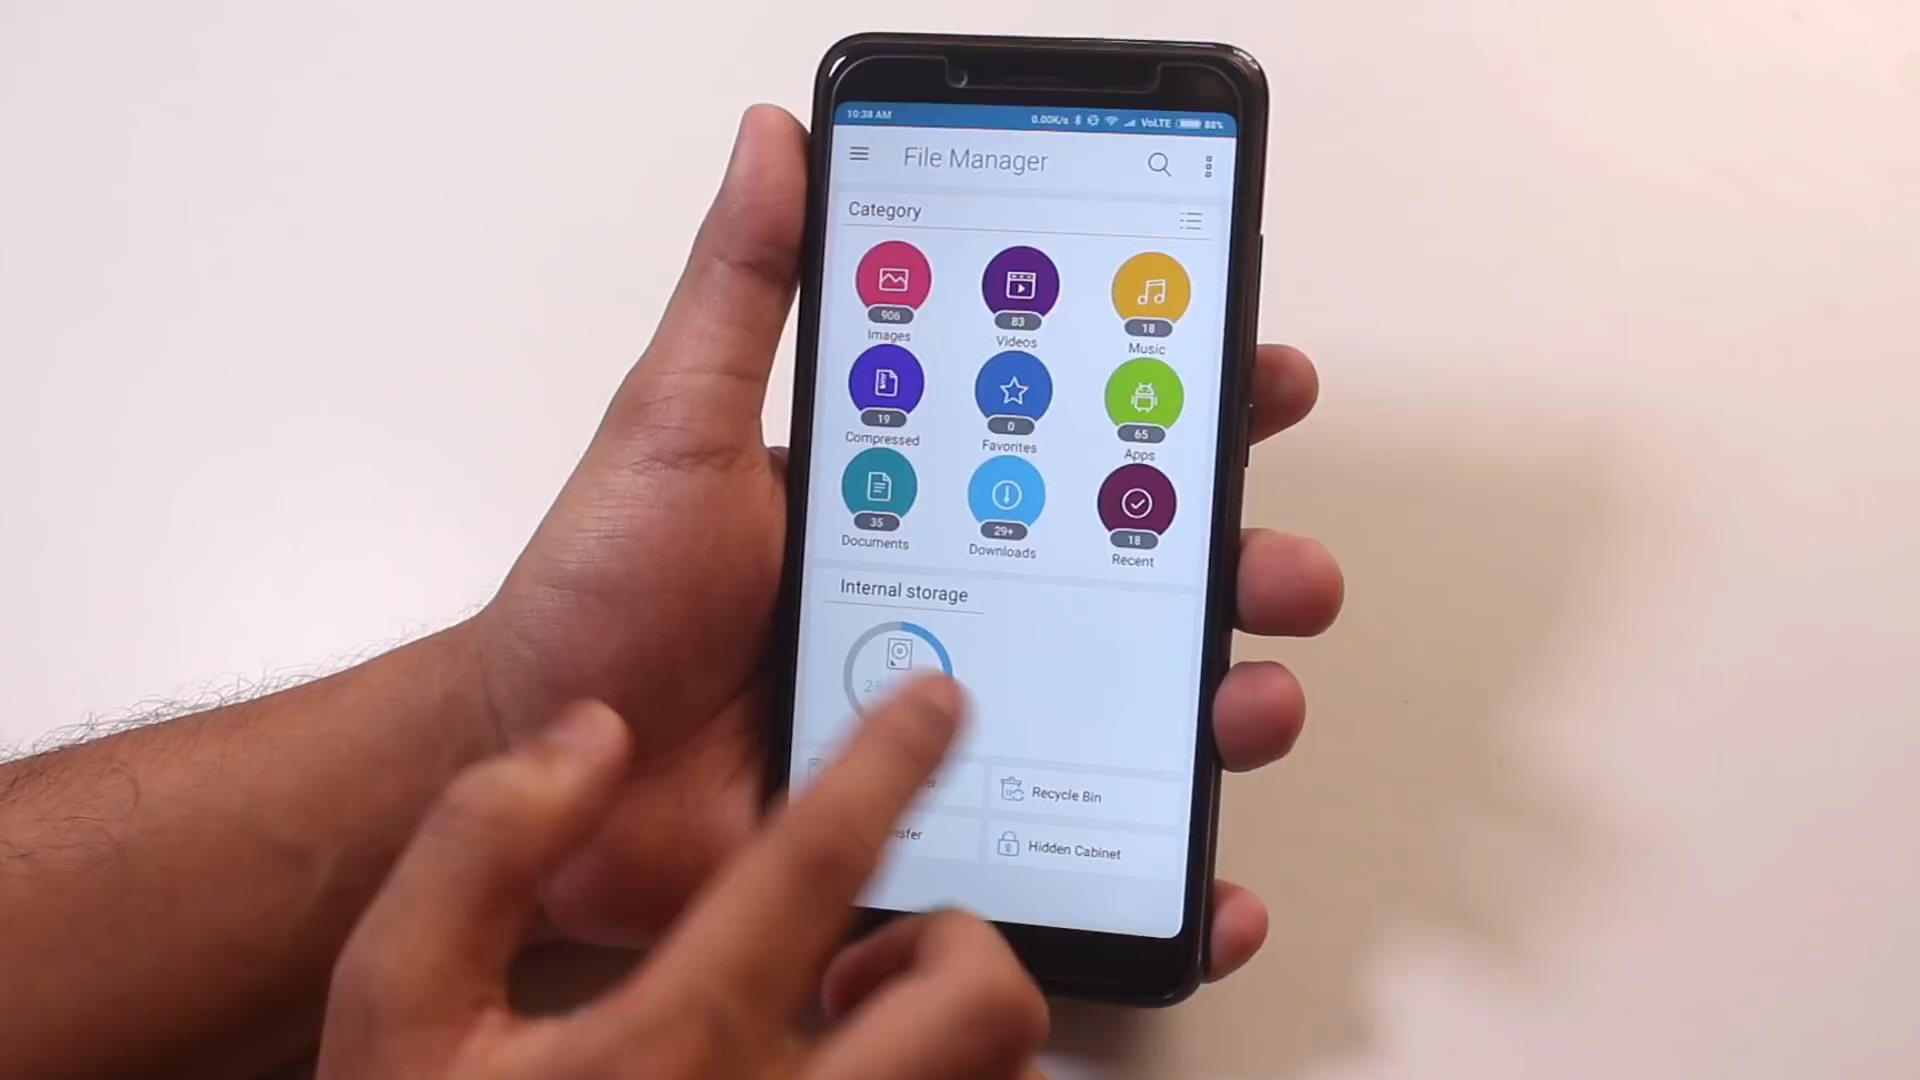 10:38 AM 0.00K/s VoLTE 88%
File Manager
Category
906 83 18
Images Videos Music
19 0 65
Compressed Favorites Apps
35 29+ 18
Documents Downloads Recent
Internal storage
Recycle Bin
Hidden Cabinet